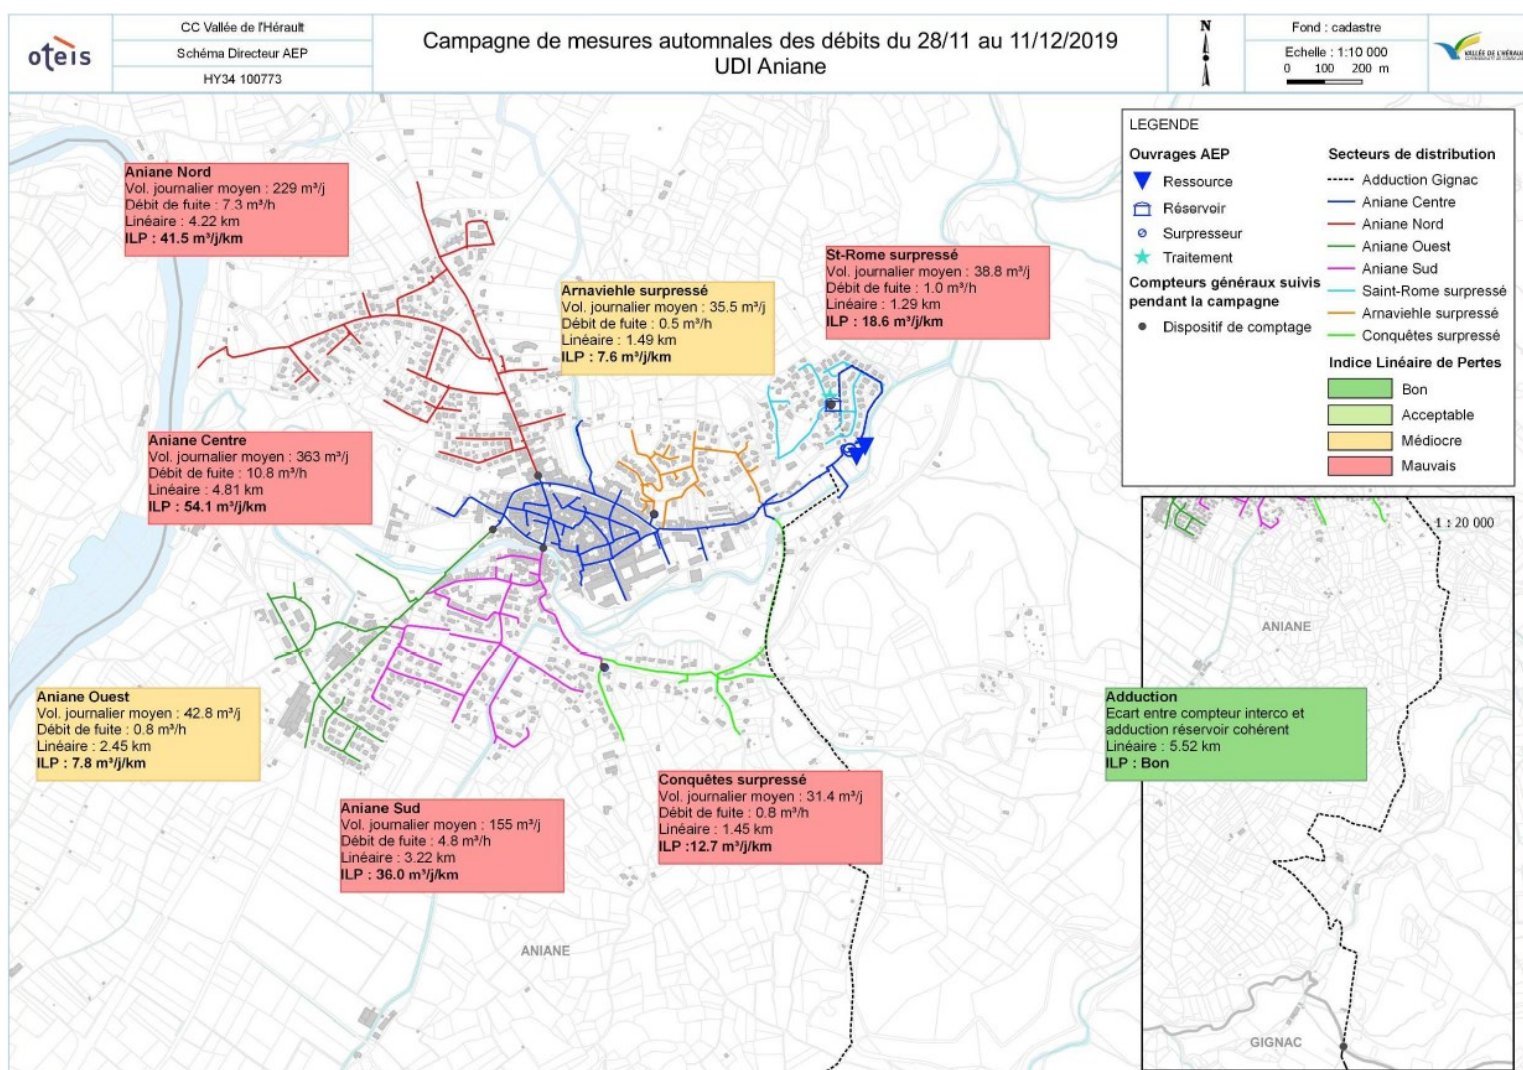 oteis
CC Vallée de l'Hérault
Schéma Directeur AEP
HY34 100773
Campagne de mesures automnales des débits du 28/11 au 11/12/2019
UDI Aniane
N
Fond : cadastre
Echelle : 1:10 000
0 100 200 m
VALLÉE DE L'HÉRAULT
LEGENDE
Ouvrages AEP
Ressource
Réservoir
Surpresseur
Traitement
Compteurs généraux suivis
pendant la campagne
Dispositif de comptage
Secteurs de distribution
Adduction Gignac
Aniane Centre
Aniane Nord
Aniane Ouest
Aniane Sud
Saint-Rome surpressé
Arnaviehle surpressé
Conquêtes surpressé
Indice Linéaire de Pertes
Bon
Acceptable
Médiocre
Mauvais
Aniane Nord
Vol. journalier moyen : 229 m³/j
Débit de fuite : 7.3 m³/h
Linéaire : 4.22 km
ILP : 41.5 m³/j/km
St-Rome surpressé
Vol. journalier moyen : 38.8 m³/j
Débit de fuite : 1.0 m³/h
Linéaire : 1.29 km
ILP : 18.6 m³/j/km
Arnaviehle surpressé
Vol. journalier moyen : 35.5 m³/j
Débit de fuite : 0.5 m³/h
Linéaire : 1.49 km
ILP : 7.6 m³/j/km
Aniane Centre
Vol. journalier moyen : 363 m³/j
Débit de fuite : 10.8 m³/h
Linéaire : 4.81 km
ILP : 54.1 m³/j/km
Aniane Ouest
Vol. journalier moyen : 42.8 m³/j
Débit de fuite : 0.8 m³/h
Linéaire : 2.45 km
ILP : 7.8 m³/j/km
Aniane Sud
Vol. journalier moyen : 155 m³/j
Débit de fuite : 4.8 m³/h
Linéaire : 3.22 km
ILP : 36.0 m³/j/km
Conquêtes surpressé
Vol. journalier moyen : 31.4 m³/j
Débit de fuite : 0.8 m³/h
Linéaire : 1.45 km
ILP :12.7 m³/j/km
ANIANE
1 : 20 000
ANIANE
Adduction
Ecart entre compteur interco et
adduction réservoir cohérent
Linéaire : 5.52 km
ILP : Bon
GIGNAC